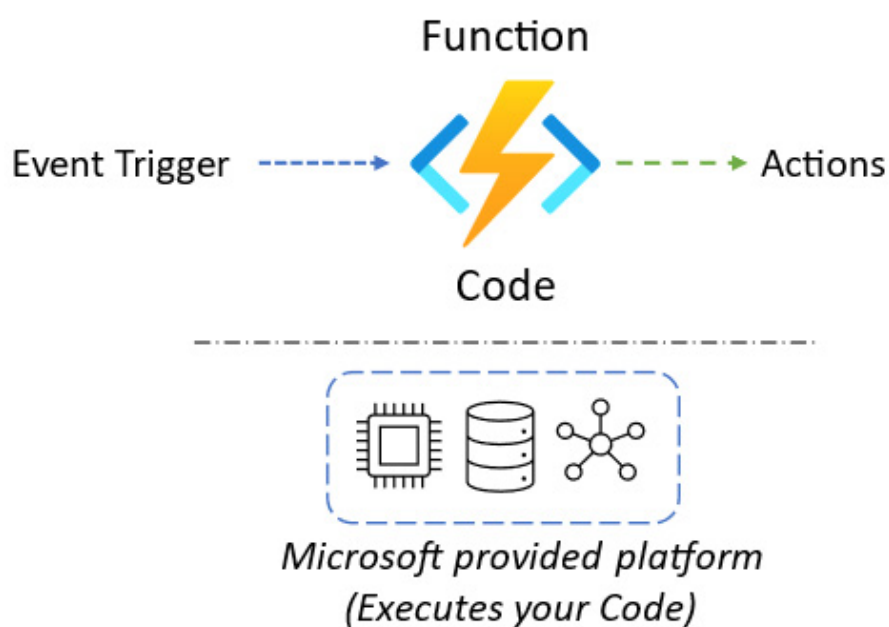 Function
Event Trigger
Actions
Code
Microsoft provided platform
(Executes your Code)